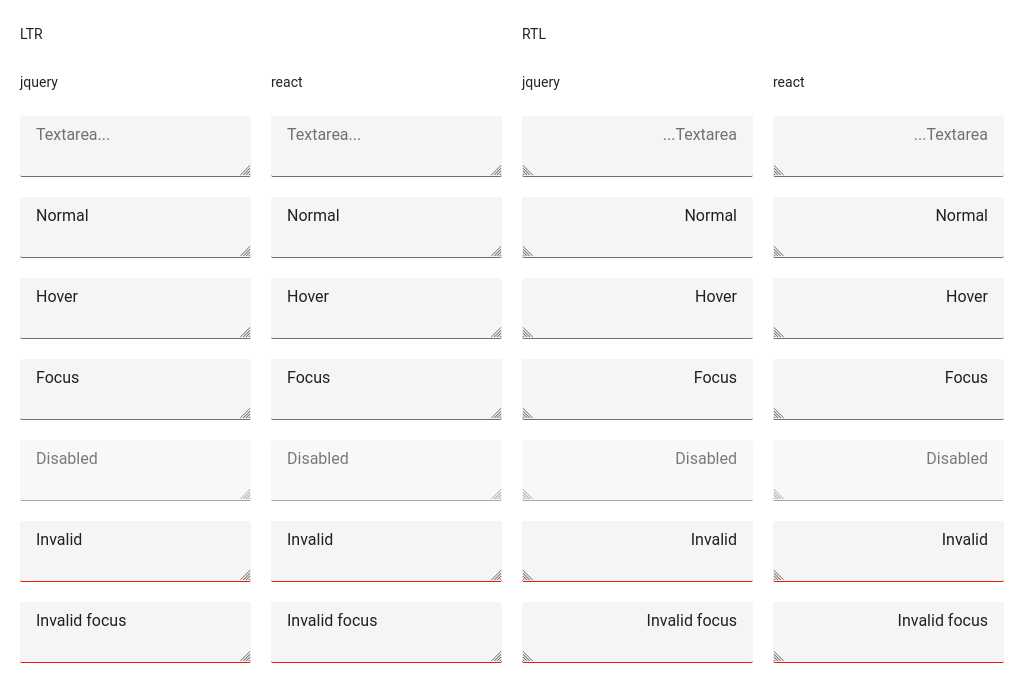 LTR RTL
jquery react jquery react
Textarea... Textarea... ...Textarea ...Textarea
Normal Normal Normal Normal
Hover Hover Hover Hover
Focus Focus Focus Focus
Disabled Disabled Disabled Disabled
Invalid Invalid Invalid Invalid
Invalid focus Invalid focus Invalid focus Invalid focus